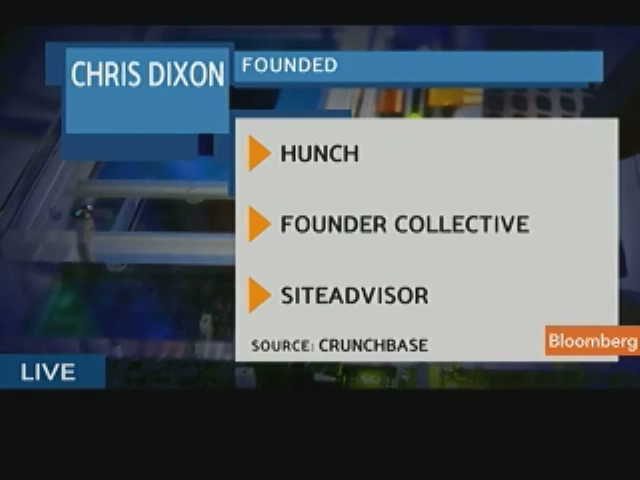 CHRIS DIXON
FOUNDED
HUNCH
FOUNDER COLLECTIVE
SITEADVISOR
SOURCE: CRUNCHBASE
Bloomberg
LIVE